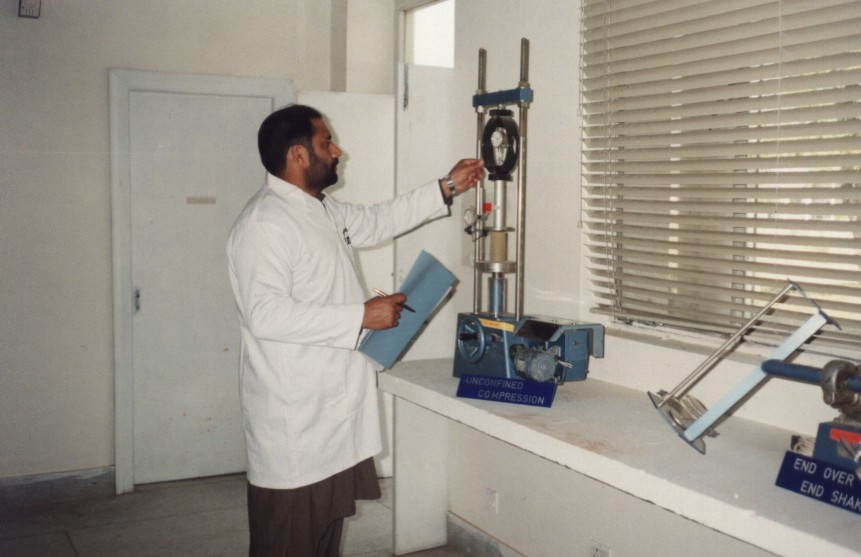 UNCONFINED
COMPRESSION
END OVER
END SHAK